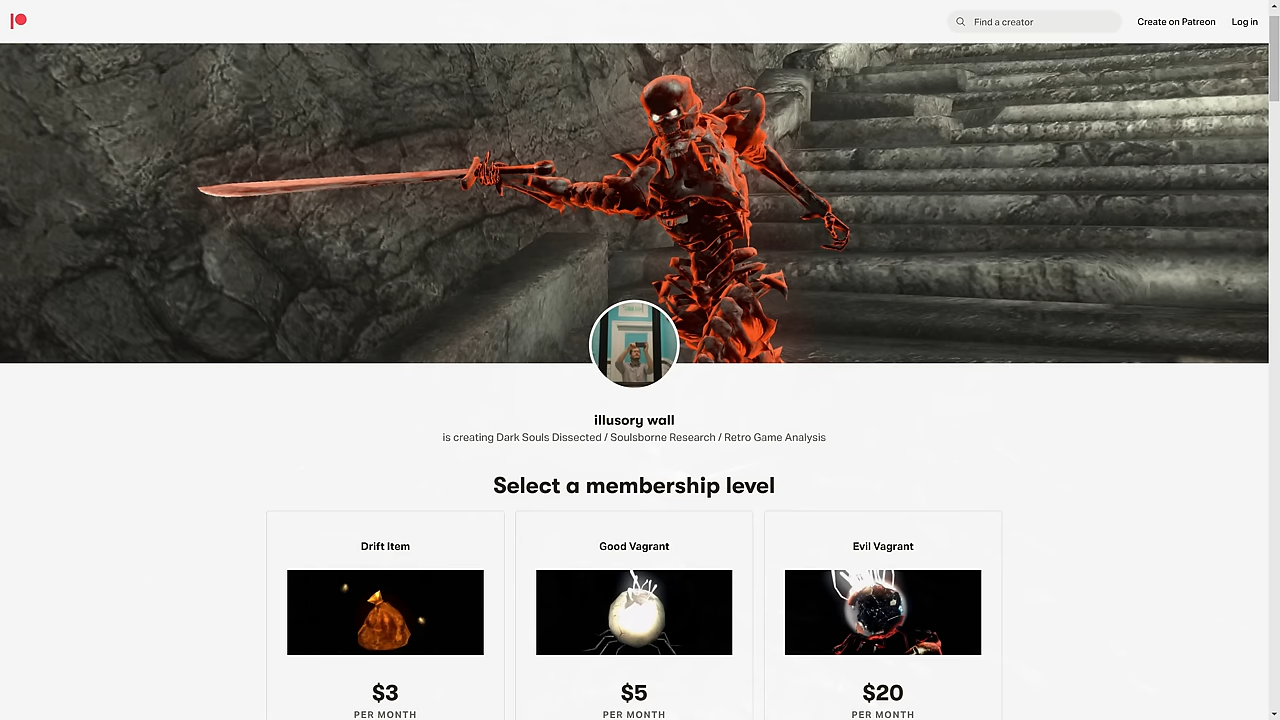 Find a creator
Create on Patreon
Log in
illusory wall
is creating Dark Souls Dissected / Soulsborne Research / Retro Game Analysis
Select a membership level
Drift Item
Good Vagrant
Evil Vagrant
$3
$5
$20
PER MONTH
PER MONTH
PER MONTH